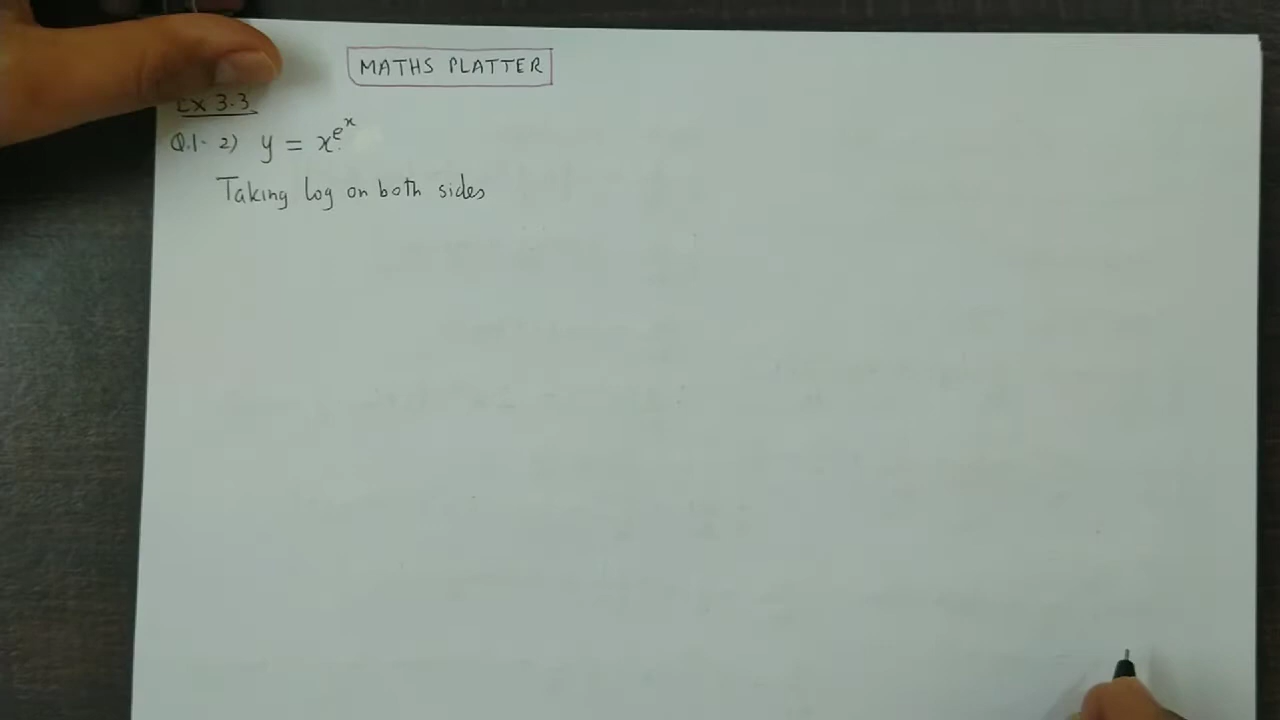 MATHS PLATTER
Ex 3.3
Q.1- 2) y = x^e^x
Taking log on both sides